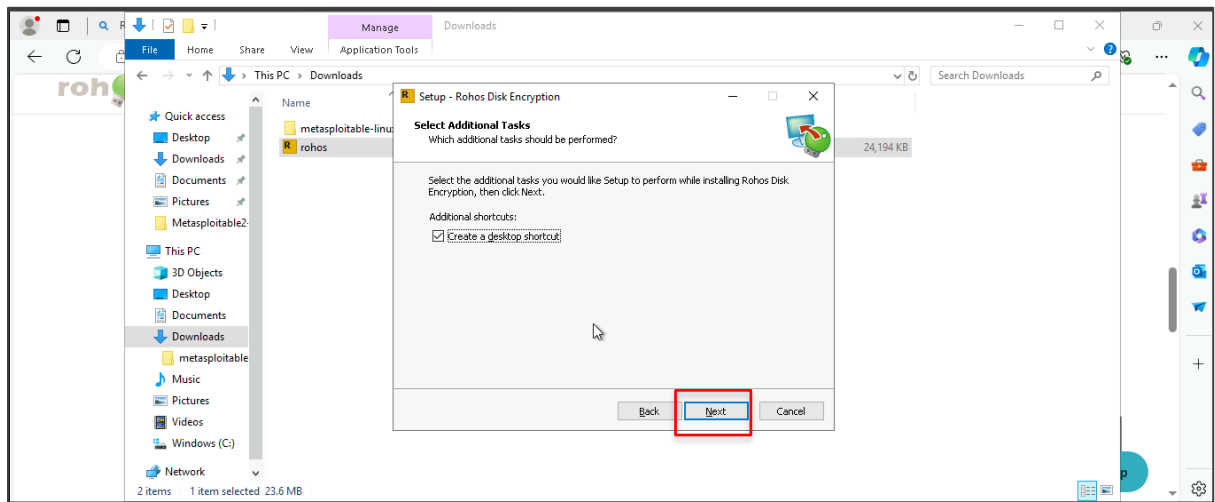 Manage
Downloads
File Home Share View Application Tools
This PC > Downloads
Search Downloads
roh
Quick access
Desktop
Downloads
Documents
Pictures
Metasploitable2-
This PC
3D Objects
Desktop
Documents
Downloads
metasploitable
Music
Pictures
Videos
Windows (C:)
Network
Name
metasploitable-linux
R rohos
24,194 KB
R Setup - Rohos Disk Encryption
Select Additional Tasks
Which additional tasks should be performed?
Select the additional tasks you would like Setup to perform while installing Rohos Disk
Encryption, then click Next.
Additional shortcuts:
Create a desktop shortcut
Back Next Cancel
2 items 1 item selected 23.6 MB